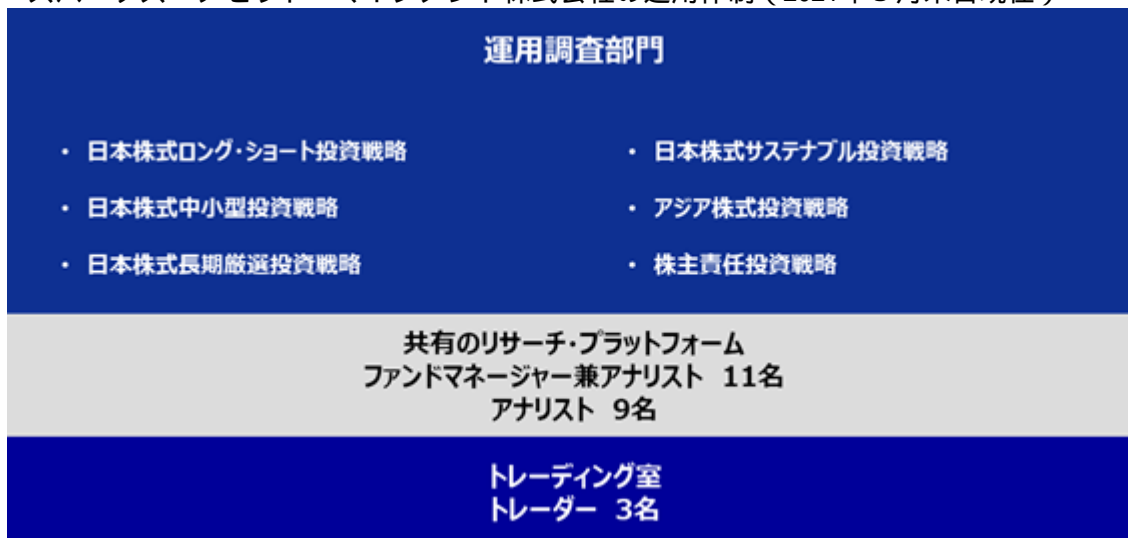 運用調査部門
・ 日本株式ロング・ショート投資戦略
・ 日本株式サステナブル投資戦略
・ 日本株式中小型投資戦略
・ アジア株式投資戦略
・ 日本株式長期厳選投資戦略
・ 株主責任投資戦略
共有のリサーチ・プラットフォーム
ファンドマネージャー兼アナリスト 11名
アナリスト 9名
トレーディング室
トレーダー 3名